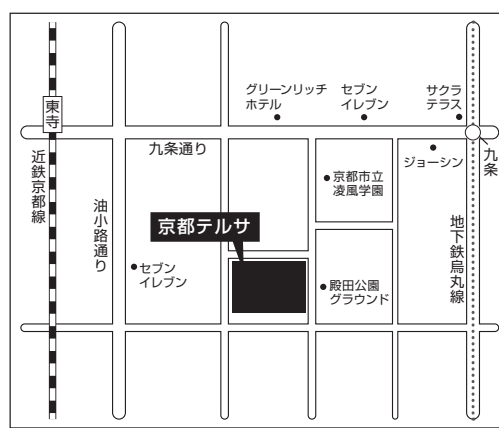 グリーンリッチ
ホテル
セブン
イレブン
サクラ
テラス
東寺
九条通り
ジョーシン
九条
近鉄京都線
油小路通り
京都市立
凌風学園
地下鉄烏丸線
京都テルサ
セブン
イレブン
殿田公園
グラウンド